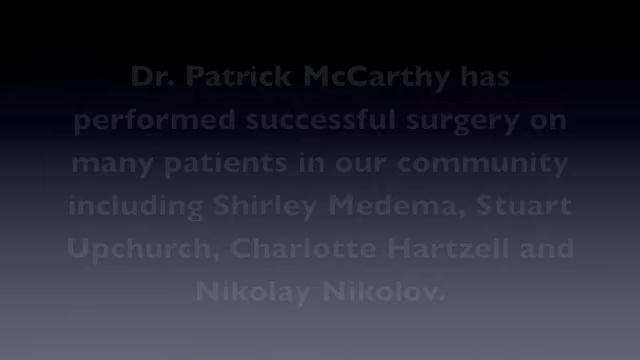 Dr. Patrick McCarthy has
performed successful surgery on
many patients in our community
including Shirley Medema, Stuart
Upchurch, Charlotte Hartzell and
Nikolay Nikolov.